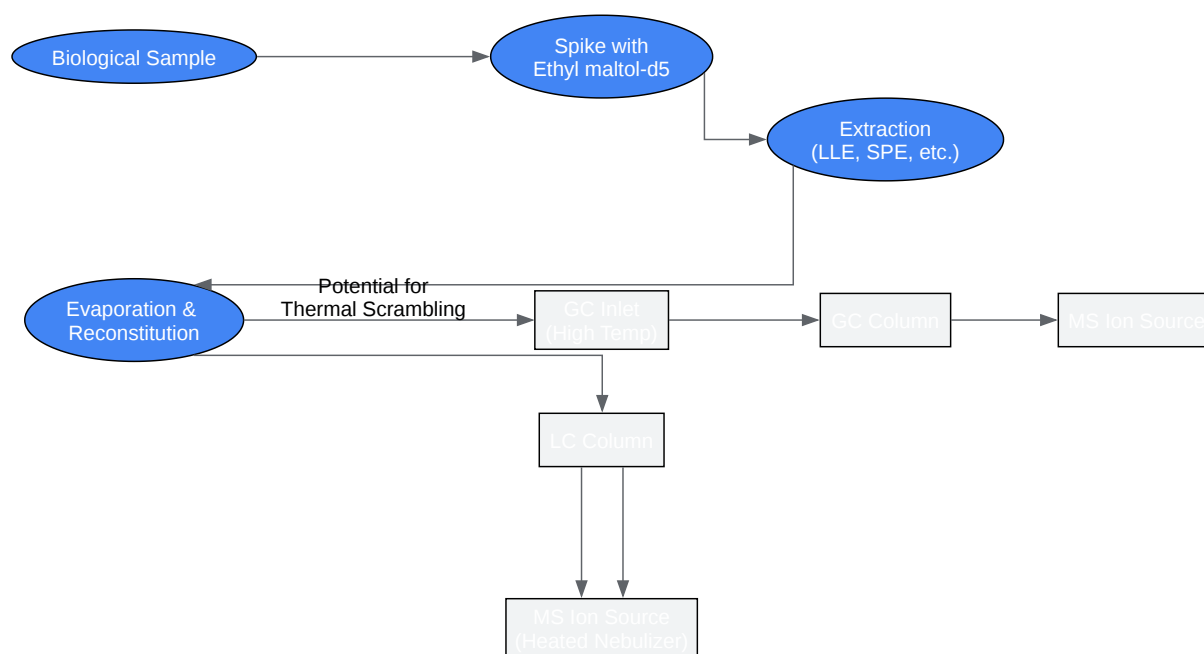 Biological Sample
Spike with
Ethyl maltol-d5
Extraction
(LLE, SPE, etc.)
Potential for
Thermal Scrambling
Evaporation &
Reconstitution
GC Inlet
(High Temp)
GC Column
MS Ion Source
LC Column
MS Ion Source
(Heated Nebulizer)